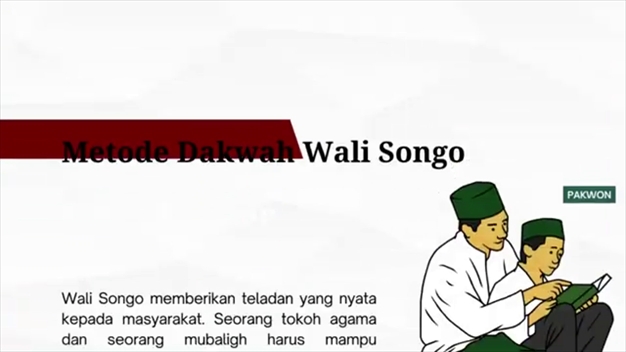 Metode Dakwah Wali Songo
PAKWON
Wali Songo memberikan teladan yang nyata
kepada masyarakat. Seorang tokoh agama
dan seorang mubaligh harus mampu